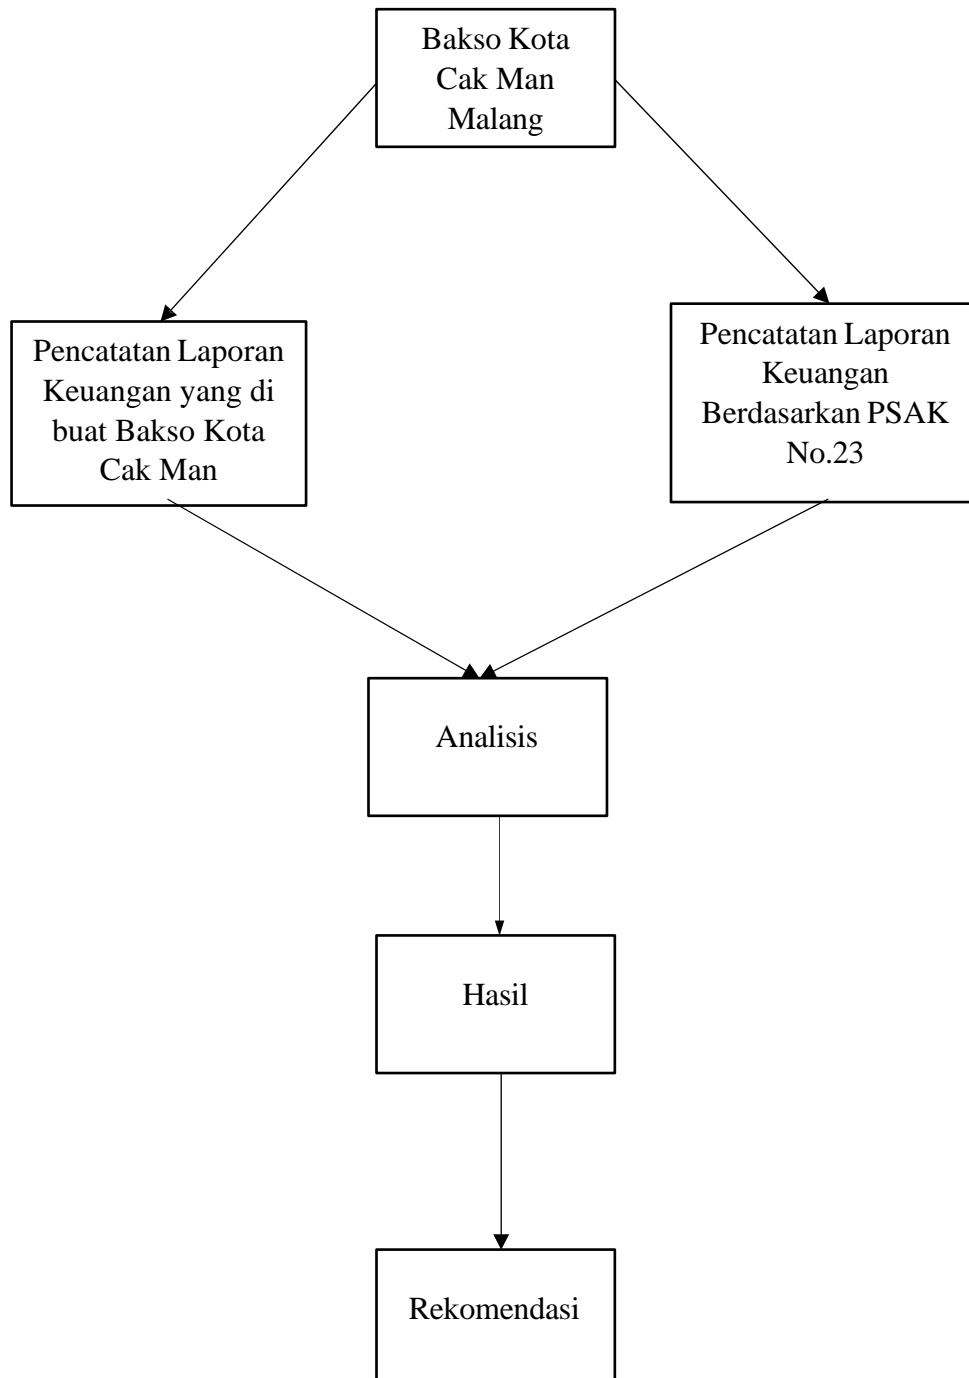 Bakso Kota
Cak Man
Malang
Pencatatan Laporan
Keuangan yang di
buat Bakso Kota
Cak Man
Pencatatan Laporan
Keuangan
Berdasarkan PSAK
No.23
Analisis
Hasil
Rekomendasi